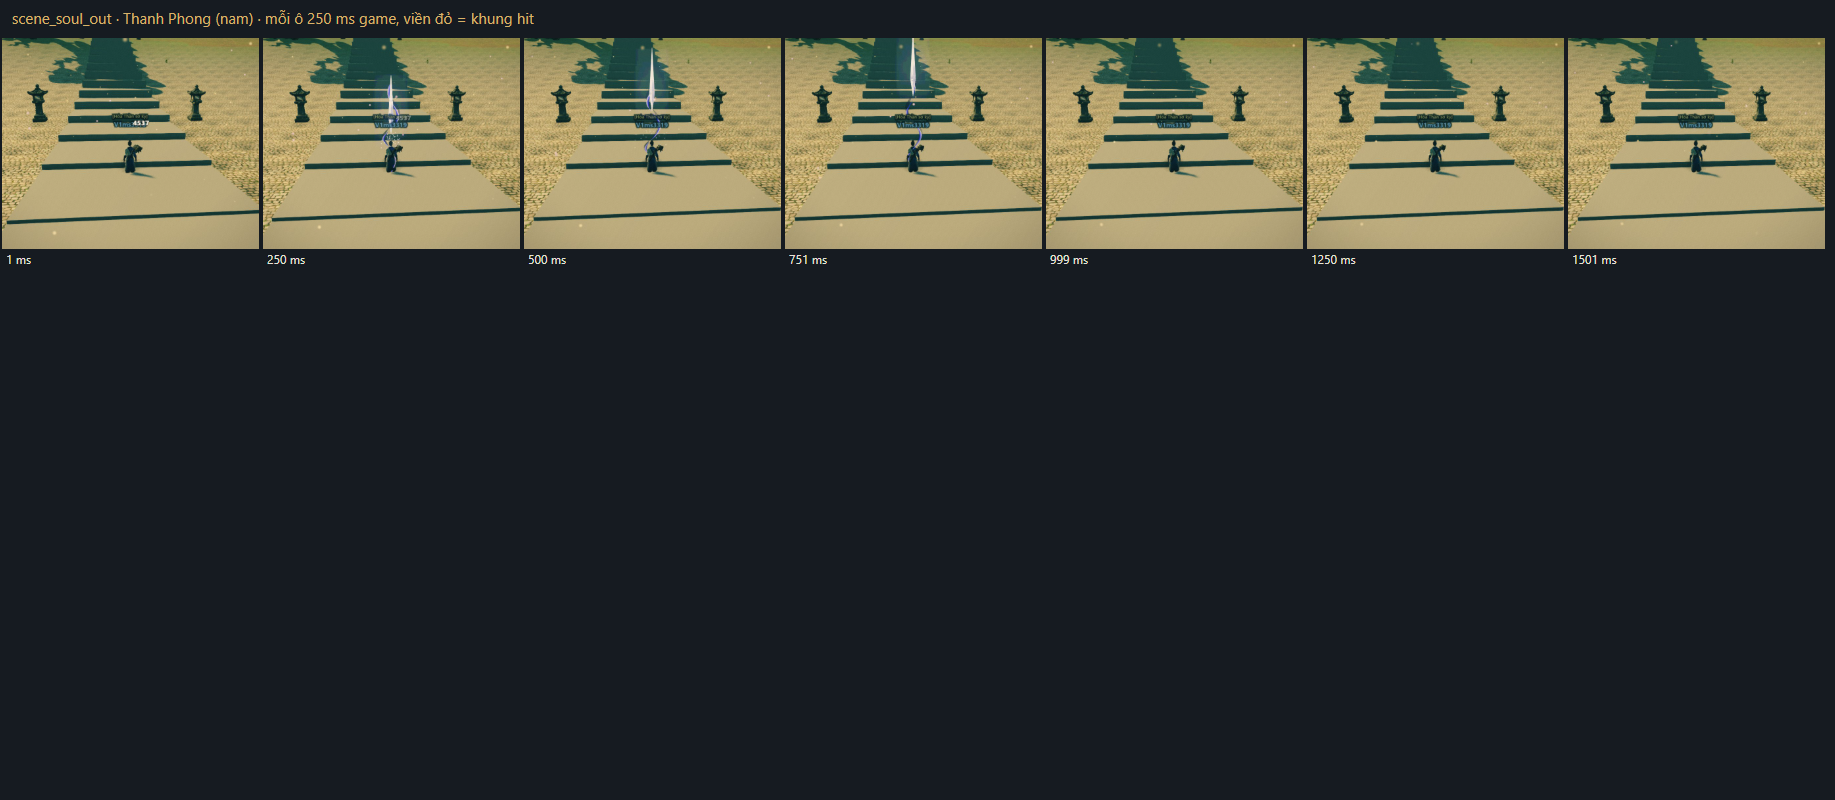 scene_soul_out · Thanh Phong (nam) · mỗi ô 250 ms game, viền đỏ = khung hit
4537
1 ms
250 ms
500 ms
751 ms
999 ms
1250 ms
1501 ms